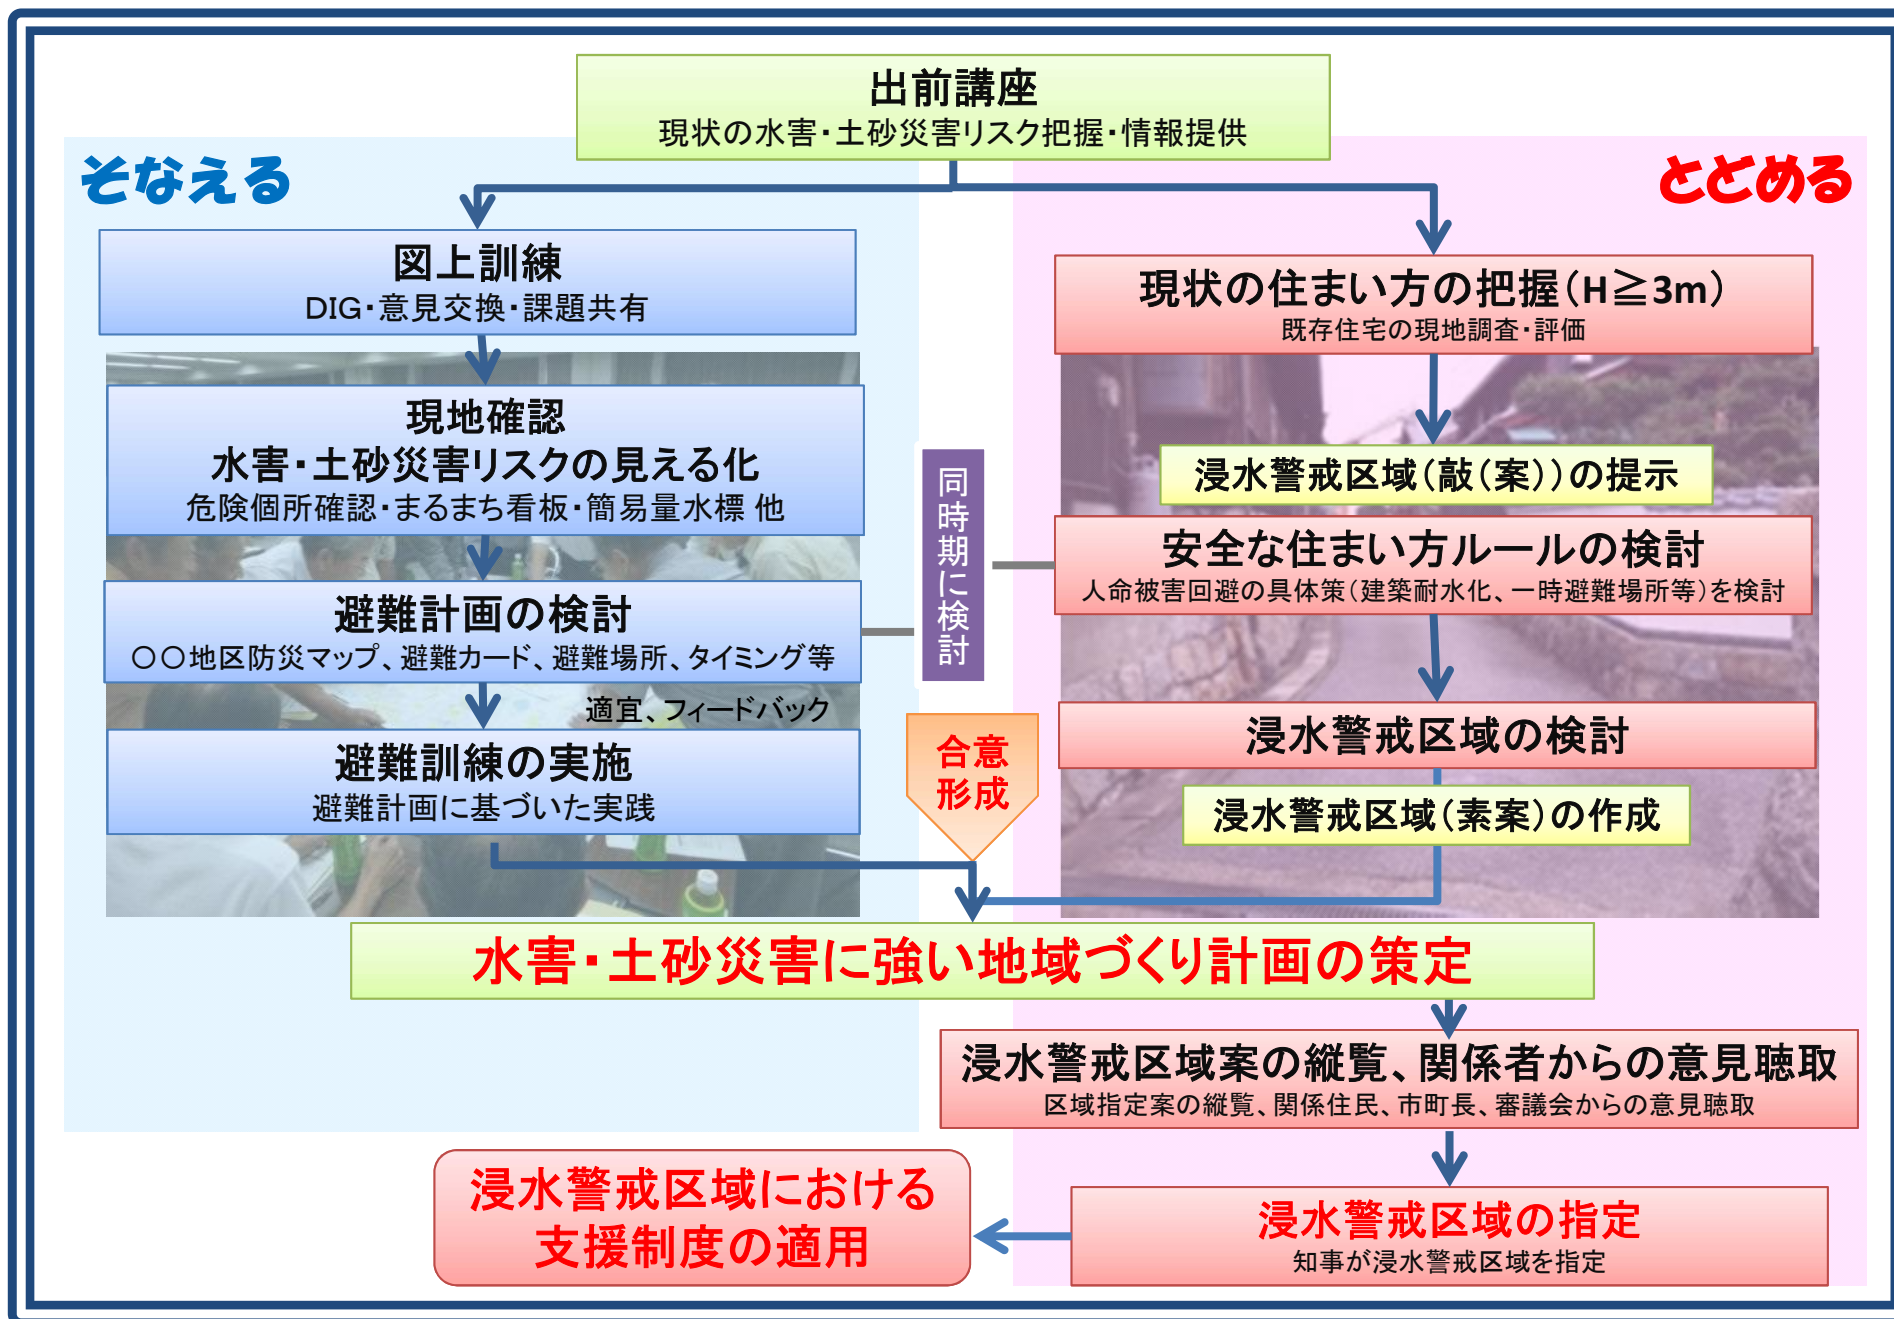 出前講座
現状の水害・土砂災害リスク把握・情報提供
そなえる
図上訓練
DIG・意見交換・課題共有
現地確認
水害・土砂災害リスクの見える化
危険個所確認・まるまち看板・簡易量水標 他
避難計画の検討
〇〇地区防災マップ、避難カード、避難場所、タイミング等
適宜、フィードバック
避難訓練の実施
避難計画に基づいた実践
同時期に検討
合意
形成
とどめる
現状の住まい方の把握（H≧3m）
既存住宅の現地調査・評価
浸水警戒区域（敲（案））の提示
安全な住まい方ルールの検討
人命被害回避の具体策（建築耐水化、一時避難場所等）を検討
浸水警戒区域の検討
浸水警戒区域（素案）の作成
水害・土砂災害に強い地域づくり計画の策定
浸水警戒区域案の縦覧、関係者からの意見聴取
区域指定案の縦覧、関係住民、市町長、審議会からの意見聴取
浸水警戒区域の指定
知事が浸水警戒区域を指定
浸水警戒区域における
支援制度の適用